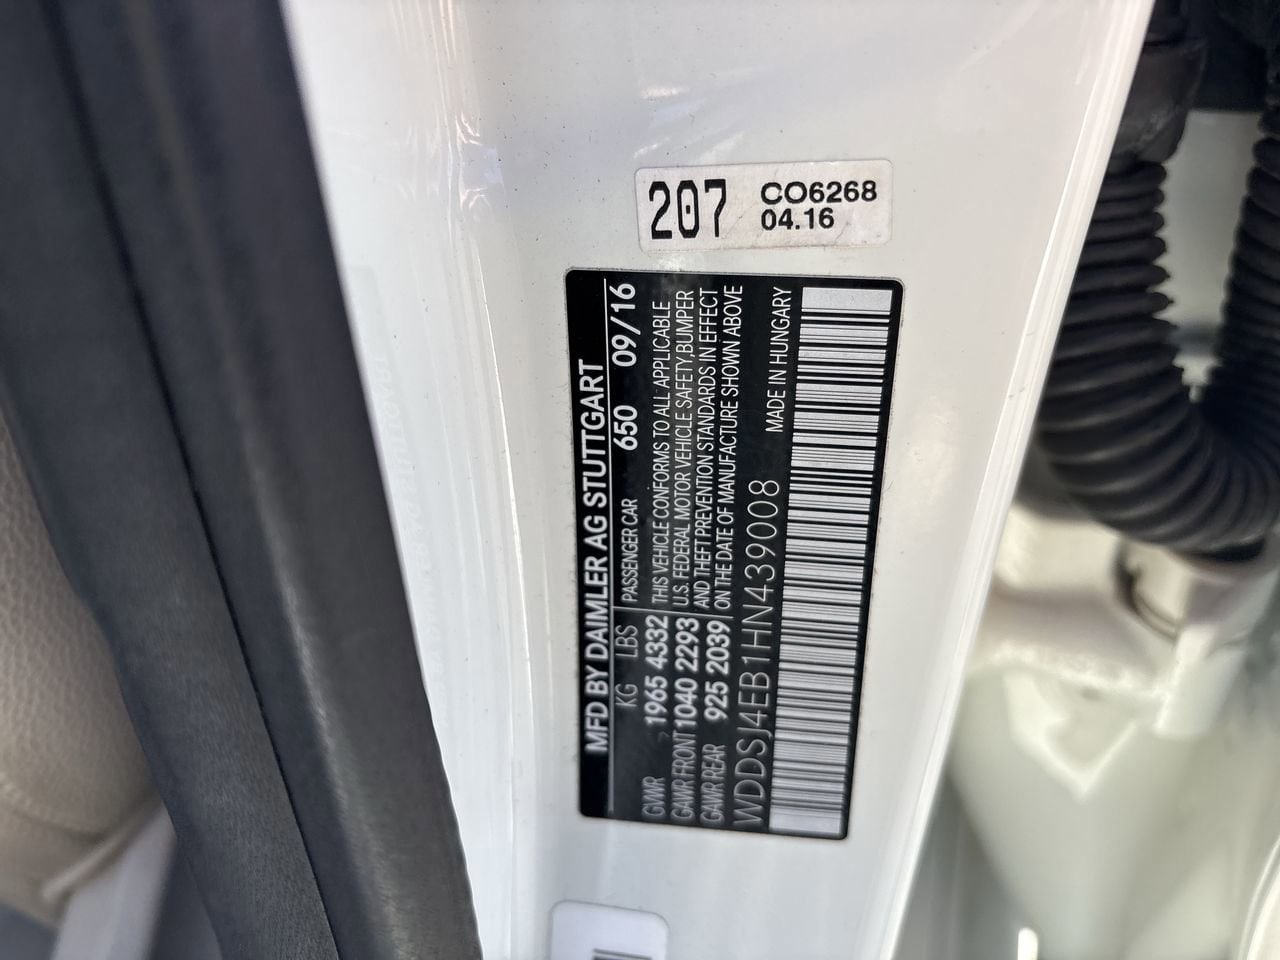 207
CO6268
04.16
MFD BY DAIMLER AG STUTTGART
KG LBS PASSENGER CAR 650 09/16
GVWR 1965 4332 THIS VEHICLE CONFORMS TO ALL APPLICABLE
GAWR FRONT 1040 2293 U.S. FEDERAL MOTOR VEHICLE SAFETY,BUMPER
GAWR REAR 925 2039 AND THEFT PREVENTION STANDARDS IN EFFECT
ON THE DATE OF MANUFACTURE SHOWN ABOVE
WDDSJ4EB1HN439008 MADE IN HUNGARY